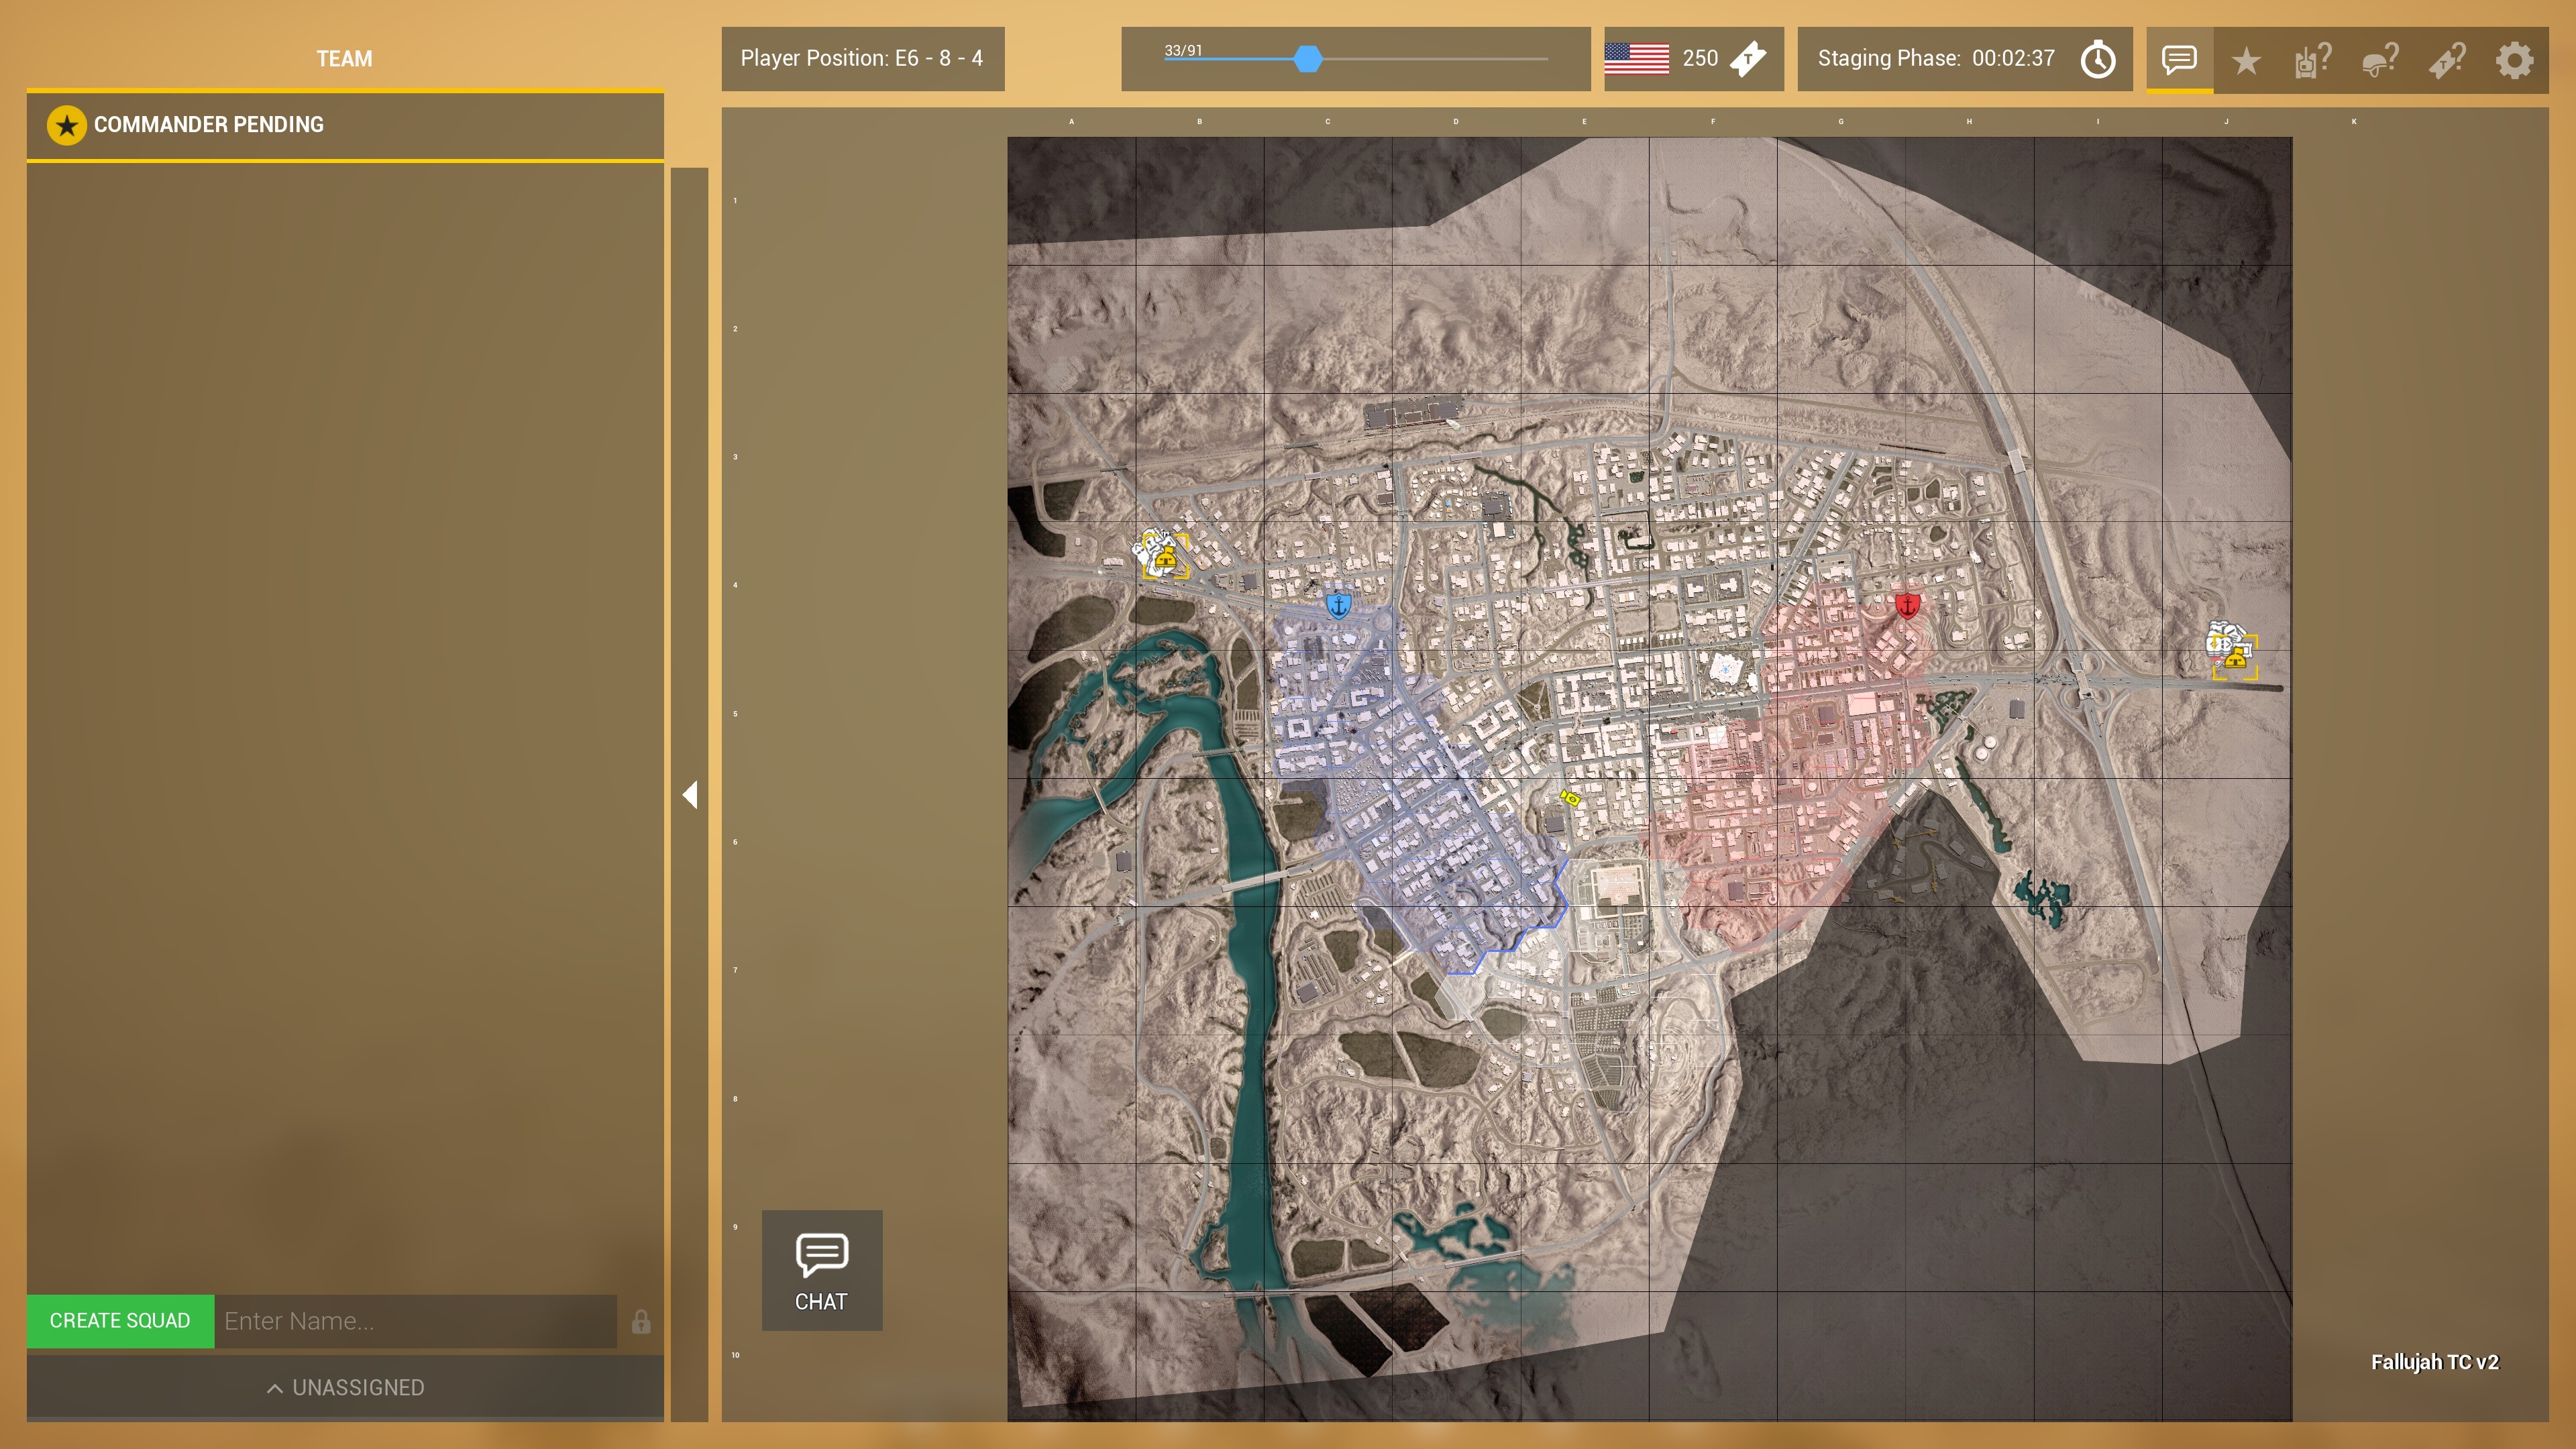 TEAM
Player Position: E6 - 8 - 4
33/91
250
T
Staging Phase: 00:02:37
?
?
T?
COMMANDER PENDING
A B C D E F G H I J K
1
2
3
4
5
6
7
8
9
10
CHAT
CREATE SQUAD
Enter Name...
UNASSIGNED
Fallujah TC v2